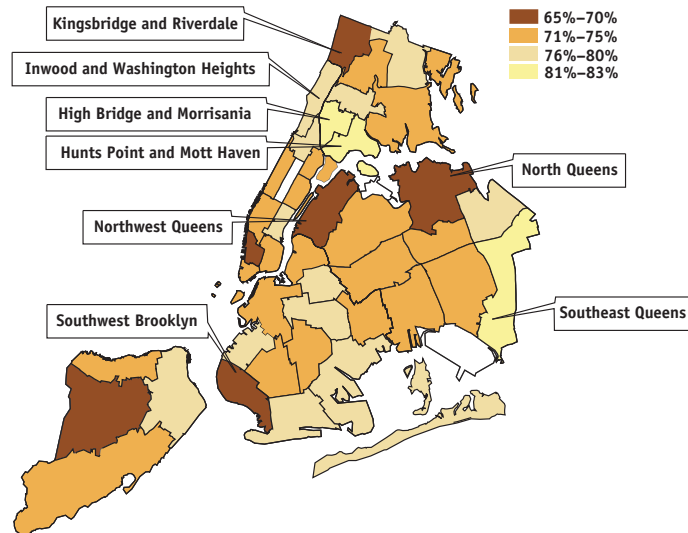 Kingsbridge and Riverdale
65%–70%
71%–75%
76%–80%
81%–83%
Inwood and Washington Heights
High Bridge and Morrisania
Hunts Point and Mott Haven
North Queens
Northwest Queens
Southeast Queens
Southwest Brooklyn